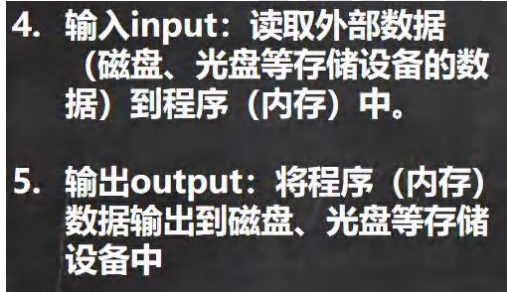 4. 输入input：读取外部数据
（磁盘、光盘等存储设备的数
据）到程序（内存）中。
5. 输出output：将程序（内存）
数据输出到磁盘、光盘等存储
设备中